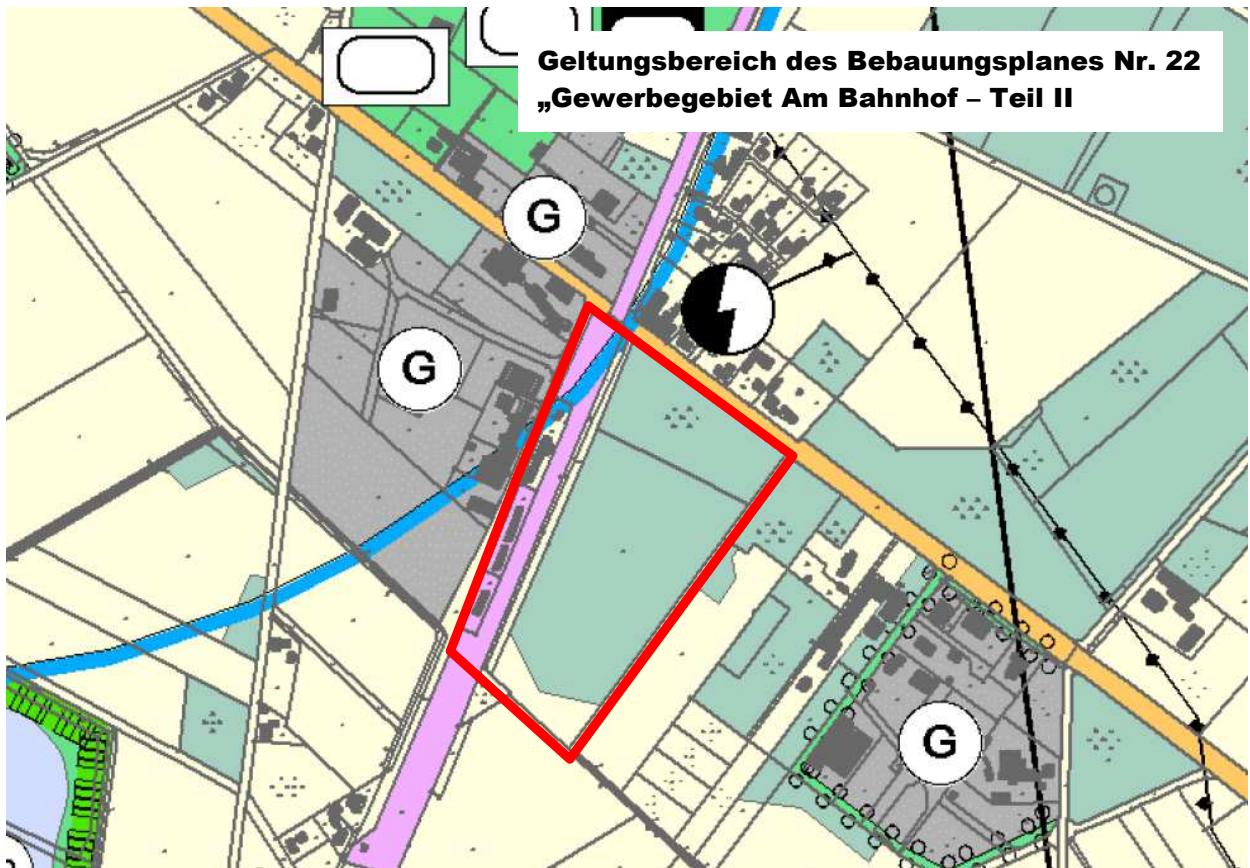 Geltungsbereich des Bebauungsplanes Nr. 22
„Gewerbegebiet Am Bahnhof – Teil II
G
G
G